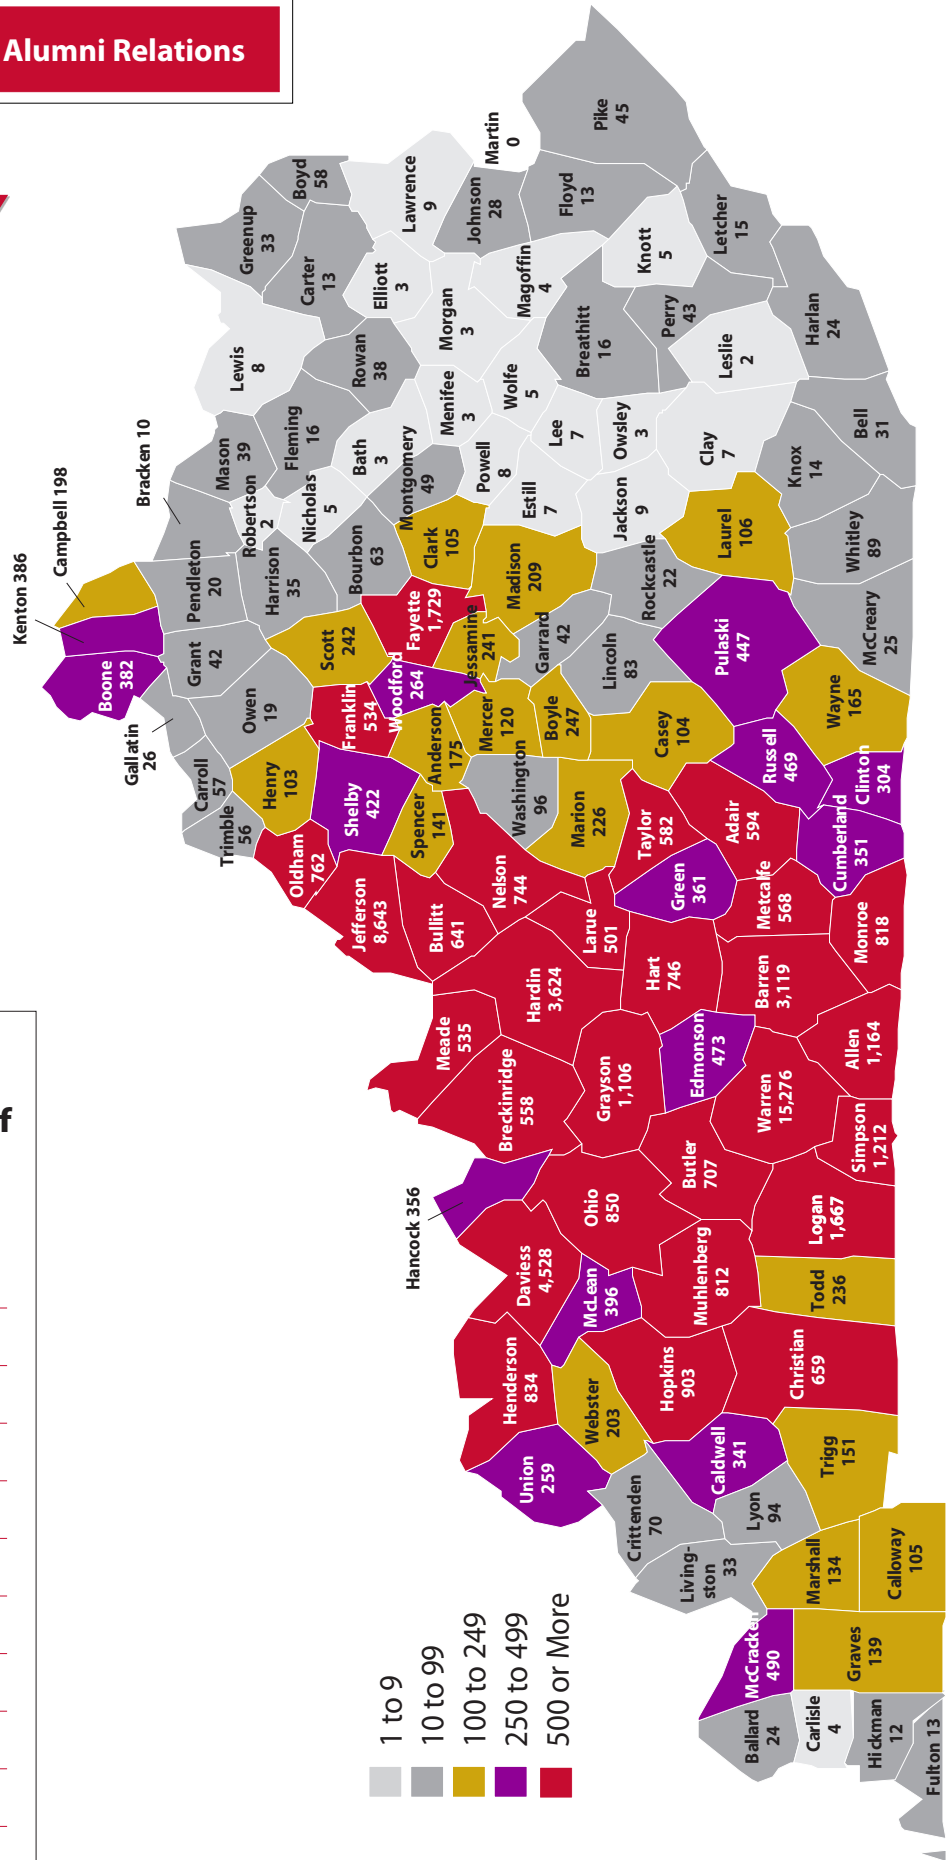 Alumni Relations
f
1 to 9
10 to 99
100 to 249
250 to 499
500 or More
Kenton 386
Campbell 198
Bracken 10
Boone
382
Gallatin
26
Pendleton
20
Grant
42
Owen
19
Carroll
57
Trimble
56
Henry
103
Oldham
762
Shelby
422
Franklin
534
Scott
242
Harrison
35
Robertson
2
Mason
39
Lewis
8
Greenup
33
Boyd
58
Carter
13
Rowan
38
Fleming
16
Nicholas
5
Bath
3
Bourbon
63
Montgomery
49
Clark
105
Fayette
1,729
Woodford
264
Jessamine
241
Anderson
175
Mercer
120
Spencer
141
Jefferson
8,643
Bullitt
641
Nelson
744
Washington
96
Boyle
247
Garrard
42
Madison
209
Estill
7
Powell
8
Menifee
3
Morgan
3
Elliott
3
Lawrence
9
Martin
0
Johnson
28
Magoffin
4
Wolfe
5
Lee
7
Breathitt
16
Floyd
13
Pike
45
Knott
5
Letcher
15
Perry
43
Leslie
2
Harlan
24
Owsley
3
Clay
7
Jackson
9
Rockcastle
22
Laurel
106
Knox
14
Bell
31
Whitley
89
McCreary
25
Pulaski
447
Lincoln
83
Casey
104
Wayne
165
Russell
469
Clinton
304
Cumberland
351
Adair
594
Taylor
582
Marion
226
Green
361
Metcalfe
568
Monroe
818
Larue
501
Hart
746
Barren
3,119
Hardin
3,624
Meade
535
Breckinridge
558
Grayson
1,106
Edmonson
473
Warren
15,276
Allen
1,164
Simpson
1,212
Butler
707
Logan
1,667
Ohio
850
Hancock 356
Daviess
4,528
McLean
396
Muhlenberg
812
Todd
236
Henderson
834
Webster
203
Hopkins
903
Christian
659
Union
259
Crittenden
70
Caldwell
341
Lyon
94
Trigg
151
Living-
ston 33
Marshall
134
Calloway
105
McCracken
490
Graves
139
Ballard
24
Carlisle
4
Hickman
12
Fulton 13